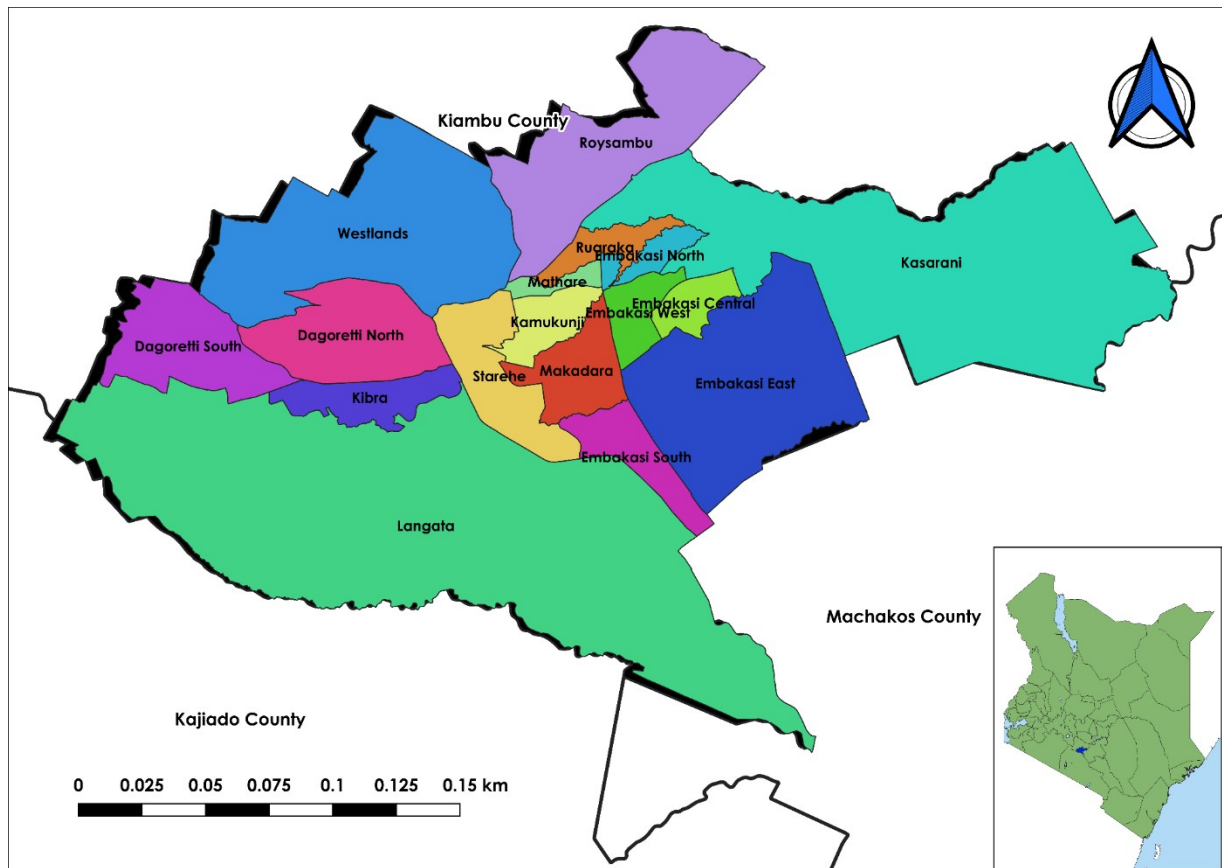 Kiambu County
Roysambu
Westlands
Kasarani
Ruaraka
Embakasi North
Mathare
Embakasi Central
Embakasi West
Kamukunji
Dagoretti South
Dagoretti North
Starehe
Makadara
Embakasi East
Kibra
Embakasi South
Langata
Machakos County
Kajiado County
0 0.025 0.075 0.1 0.125 0.15 km